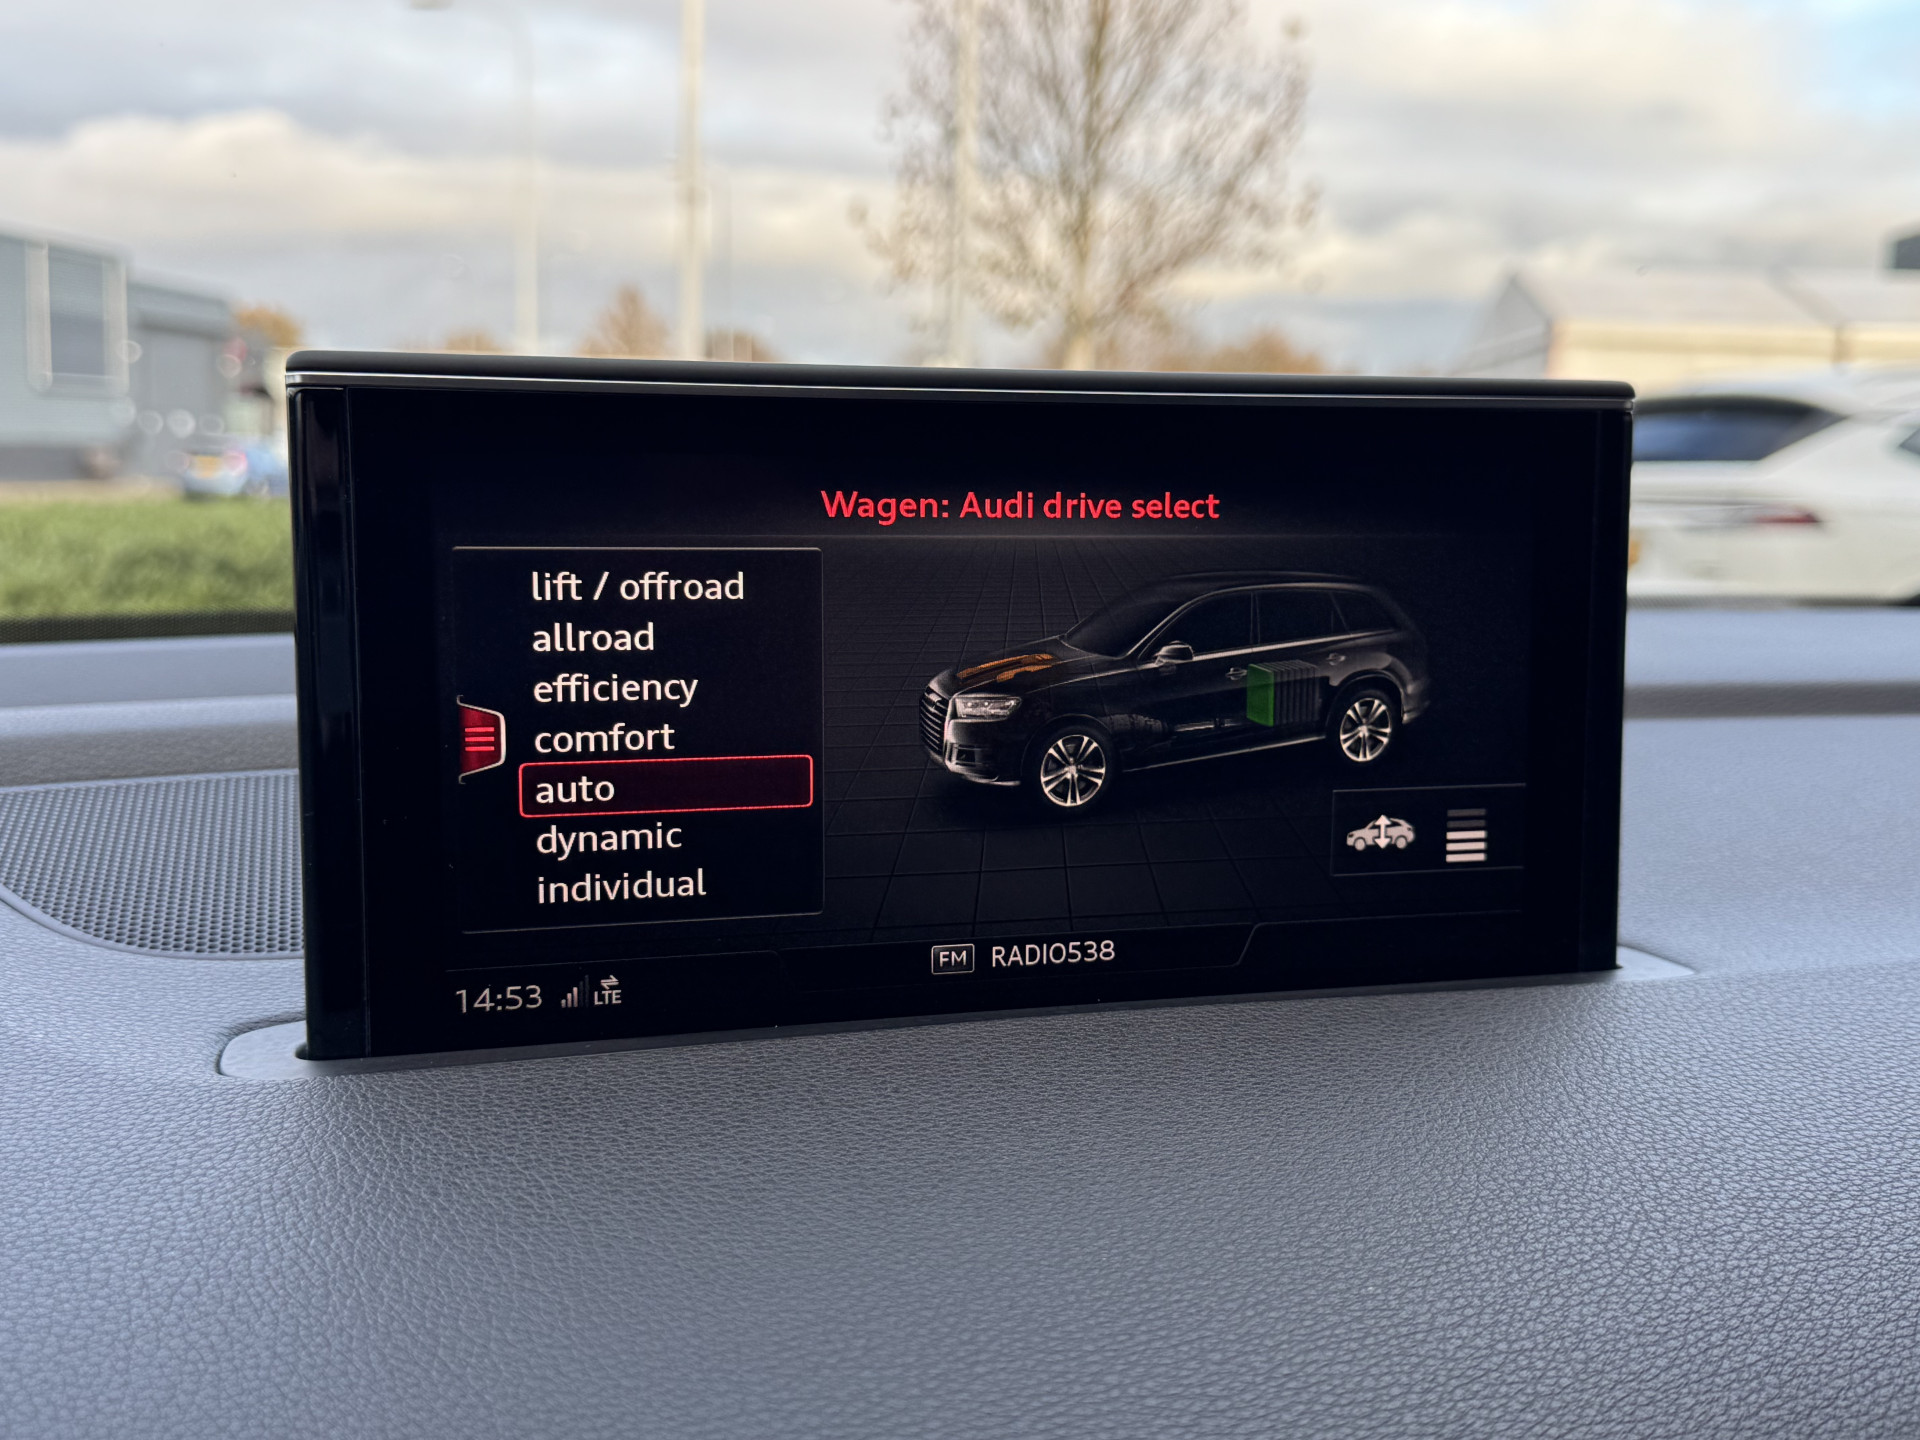 Wagen: Audi drive select
lift / offroad
allroad
efficiency
comfort
auto
dynamic
individual
FM RADIO538
14:53 LTE